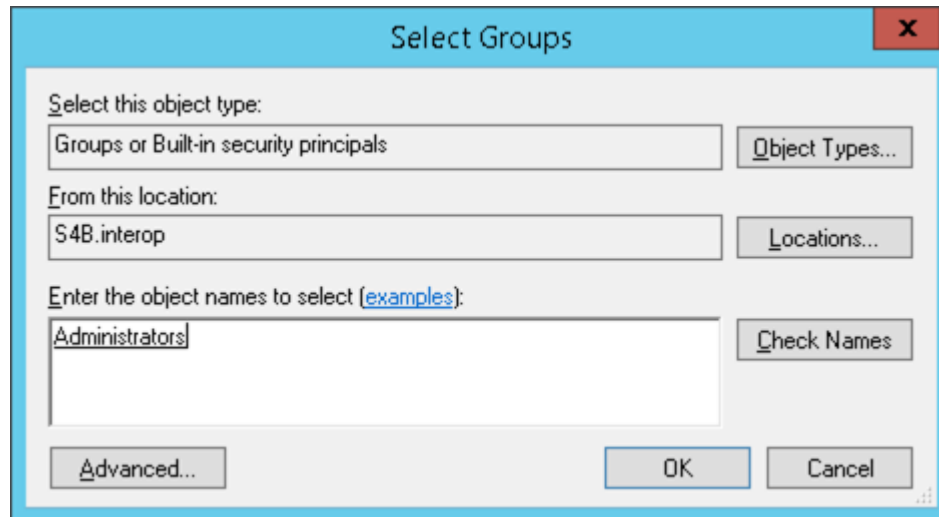 Select Groups
x
Select this object type:
Groups or Built-in security principals
Object Types...
From this location:
S4B.interop
Locations...
Enter the object names to select (examples):
Administrators
Check Names
Advanced...
OK
Cancel